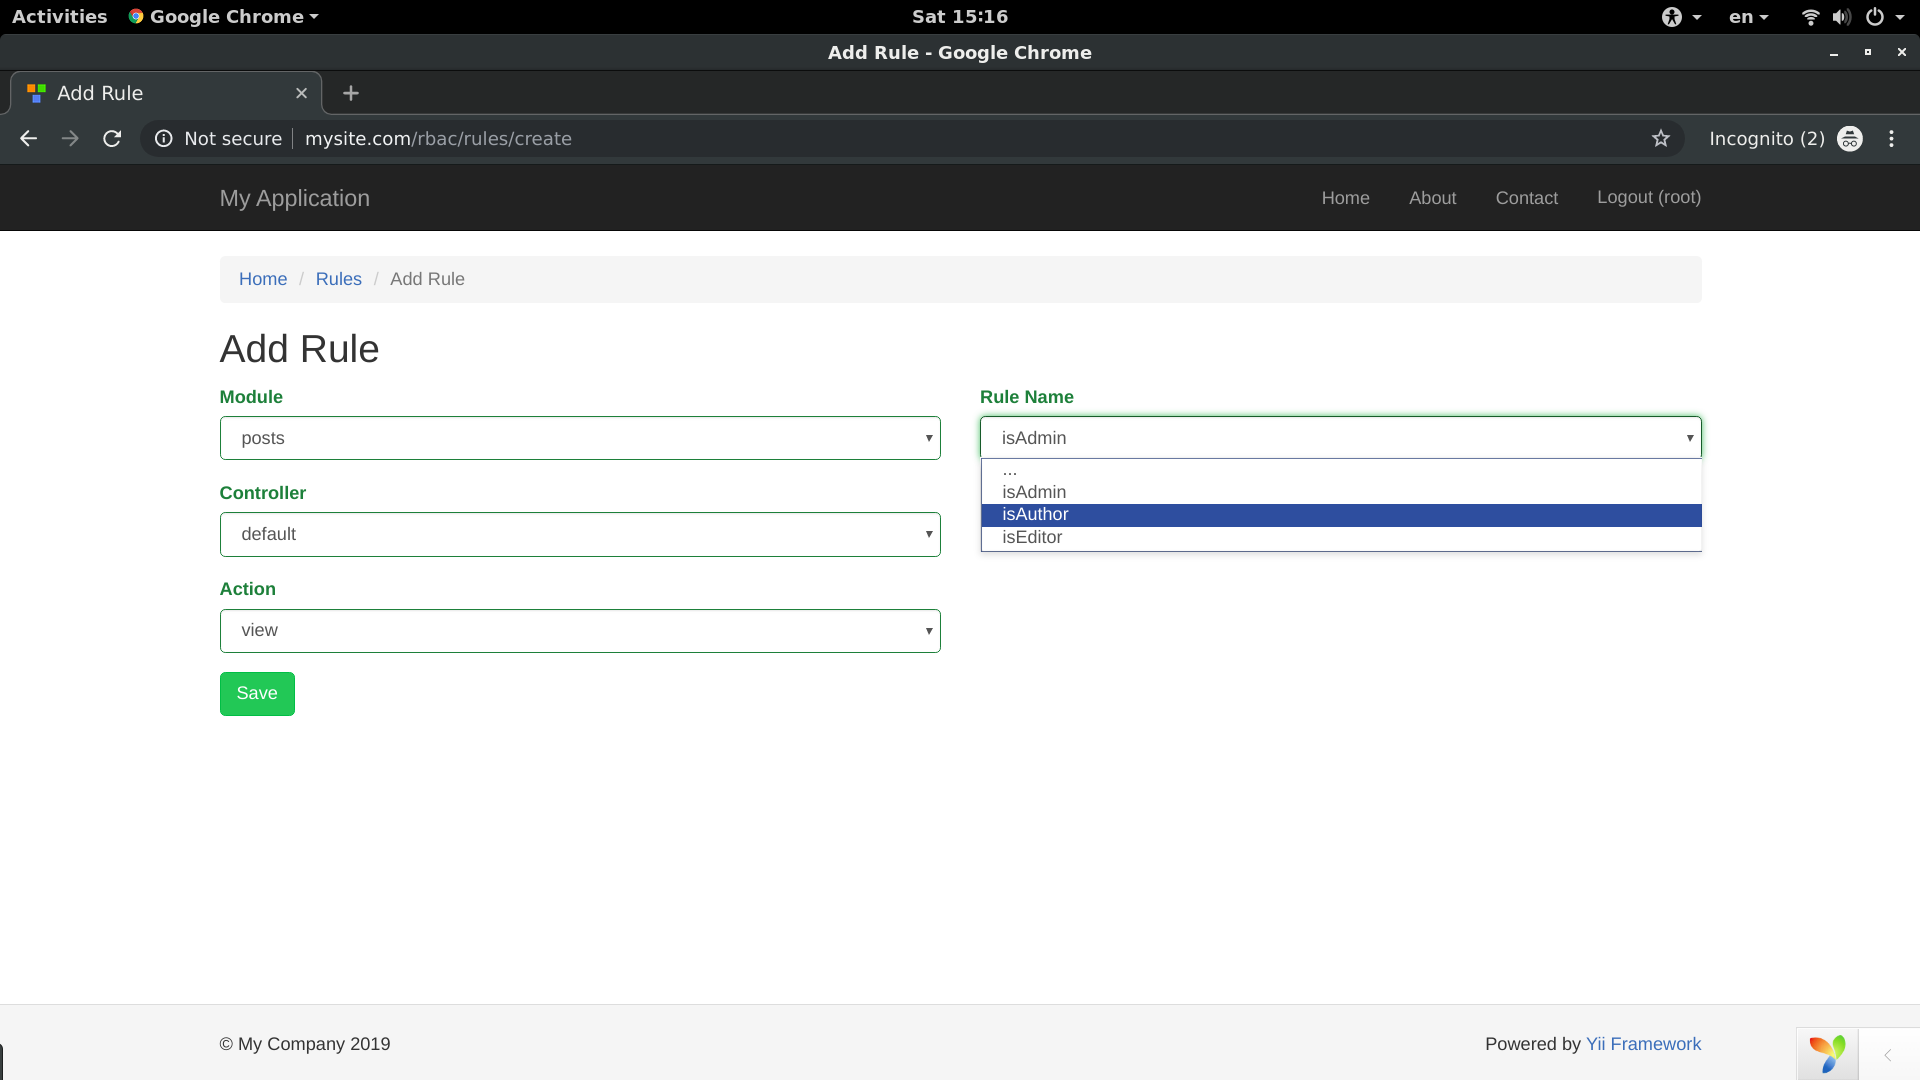 Activities Google Chrome Sat 15:16 en
Add Rule - Google Chrome
Add Rule
Not secure mysite.com/rbac/rules/create Incognito (2)
My Application Home About Contact Logout (root)
Home / Rules / Add Rule
Add Rule
Module
posts
Controller
default
Action
view
Save
Rule Name
isAdmin
...
isAdmin
isAuthor
isEditor
© My Company 2019 Powered by Yii Framework